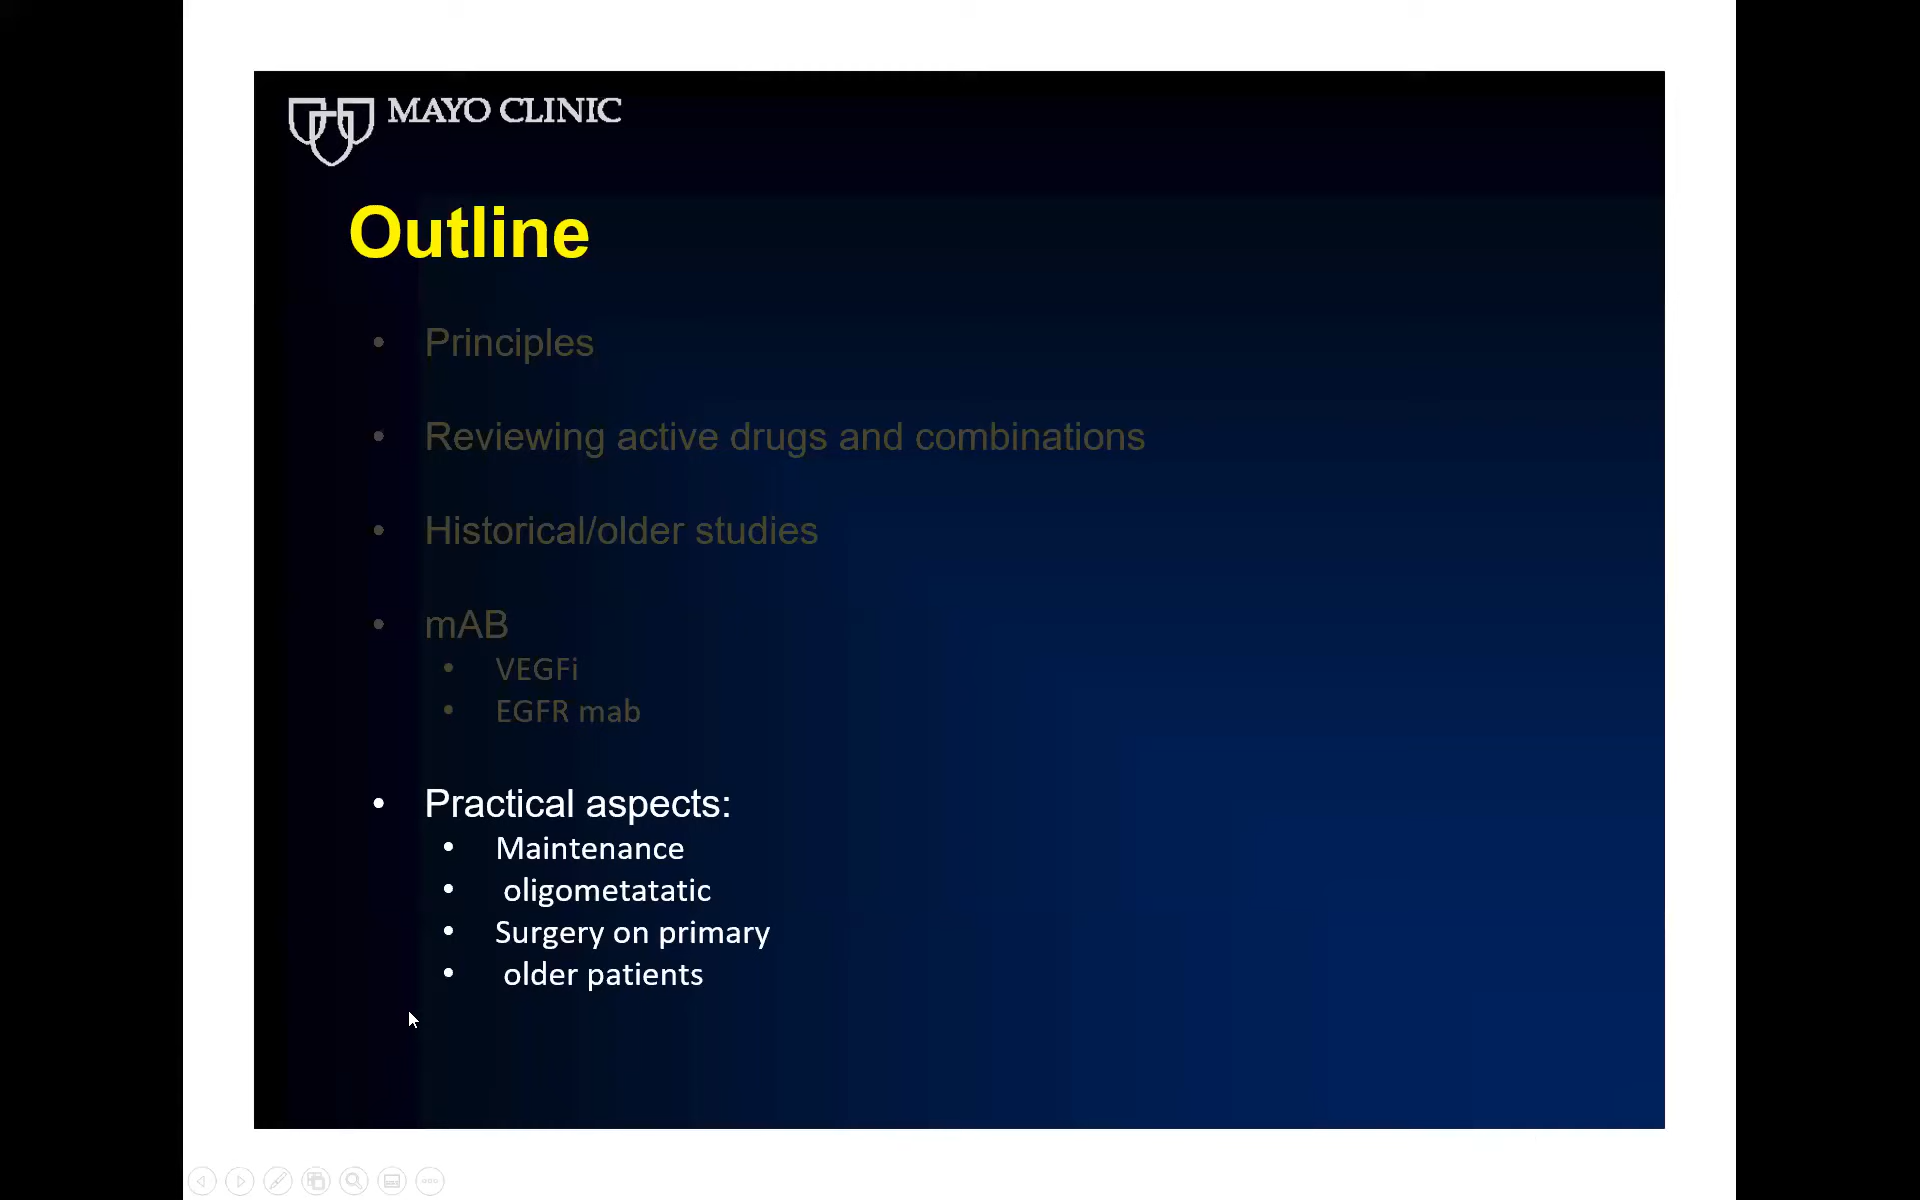 MAYO CLINIC
Outline
• Principles
• Reviewing active drugs and combinations
• Historical/older studies
• mAB
• VEGFi
• EGFR mab
• Practical aspects:
• Maintenance
• oligometatatic
• Surgery on primary
• older patients